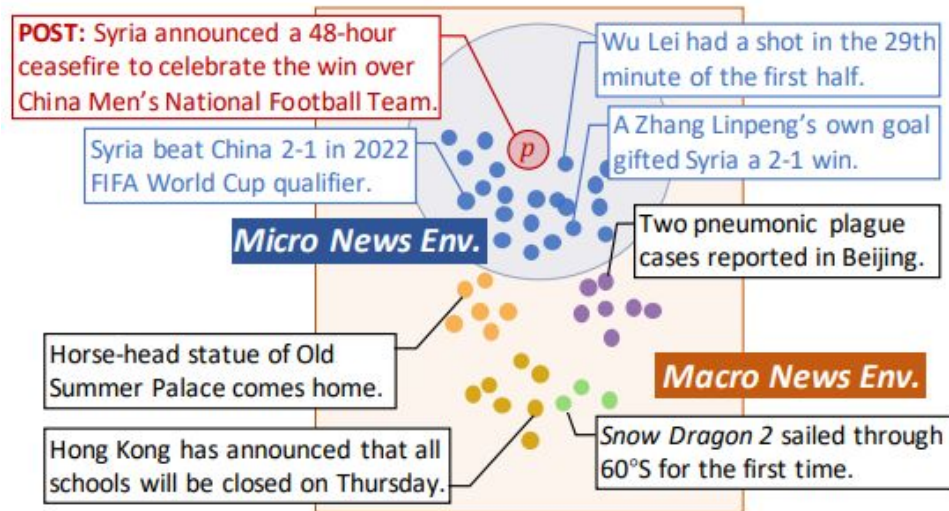 POST: Syria announced a 48-hour
ceasefire to celebrate the win over
China Men's National Football Team.
Wu Lei had a shot in the 29th
minute of the first half.
p
Syria beat China 2-1 in 2022
FIFA World Cup qualifier.
A Zhang Linpeng's own goal
gifted Syria a 2-1 win.
Micro News Env.
Two pneumonic plague
cases reported in Beijing.
Horse-head statue of Old
Summer Palace comes home.
Macro News Env.
Hong Kong has announced that all
schools will be closed on Thursday.
Snow Dragon 2 sailed through
60°S for the first time.